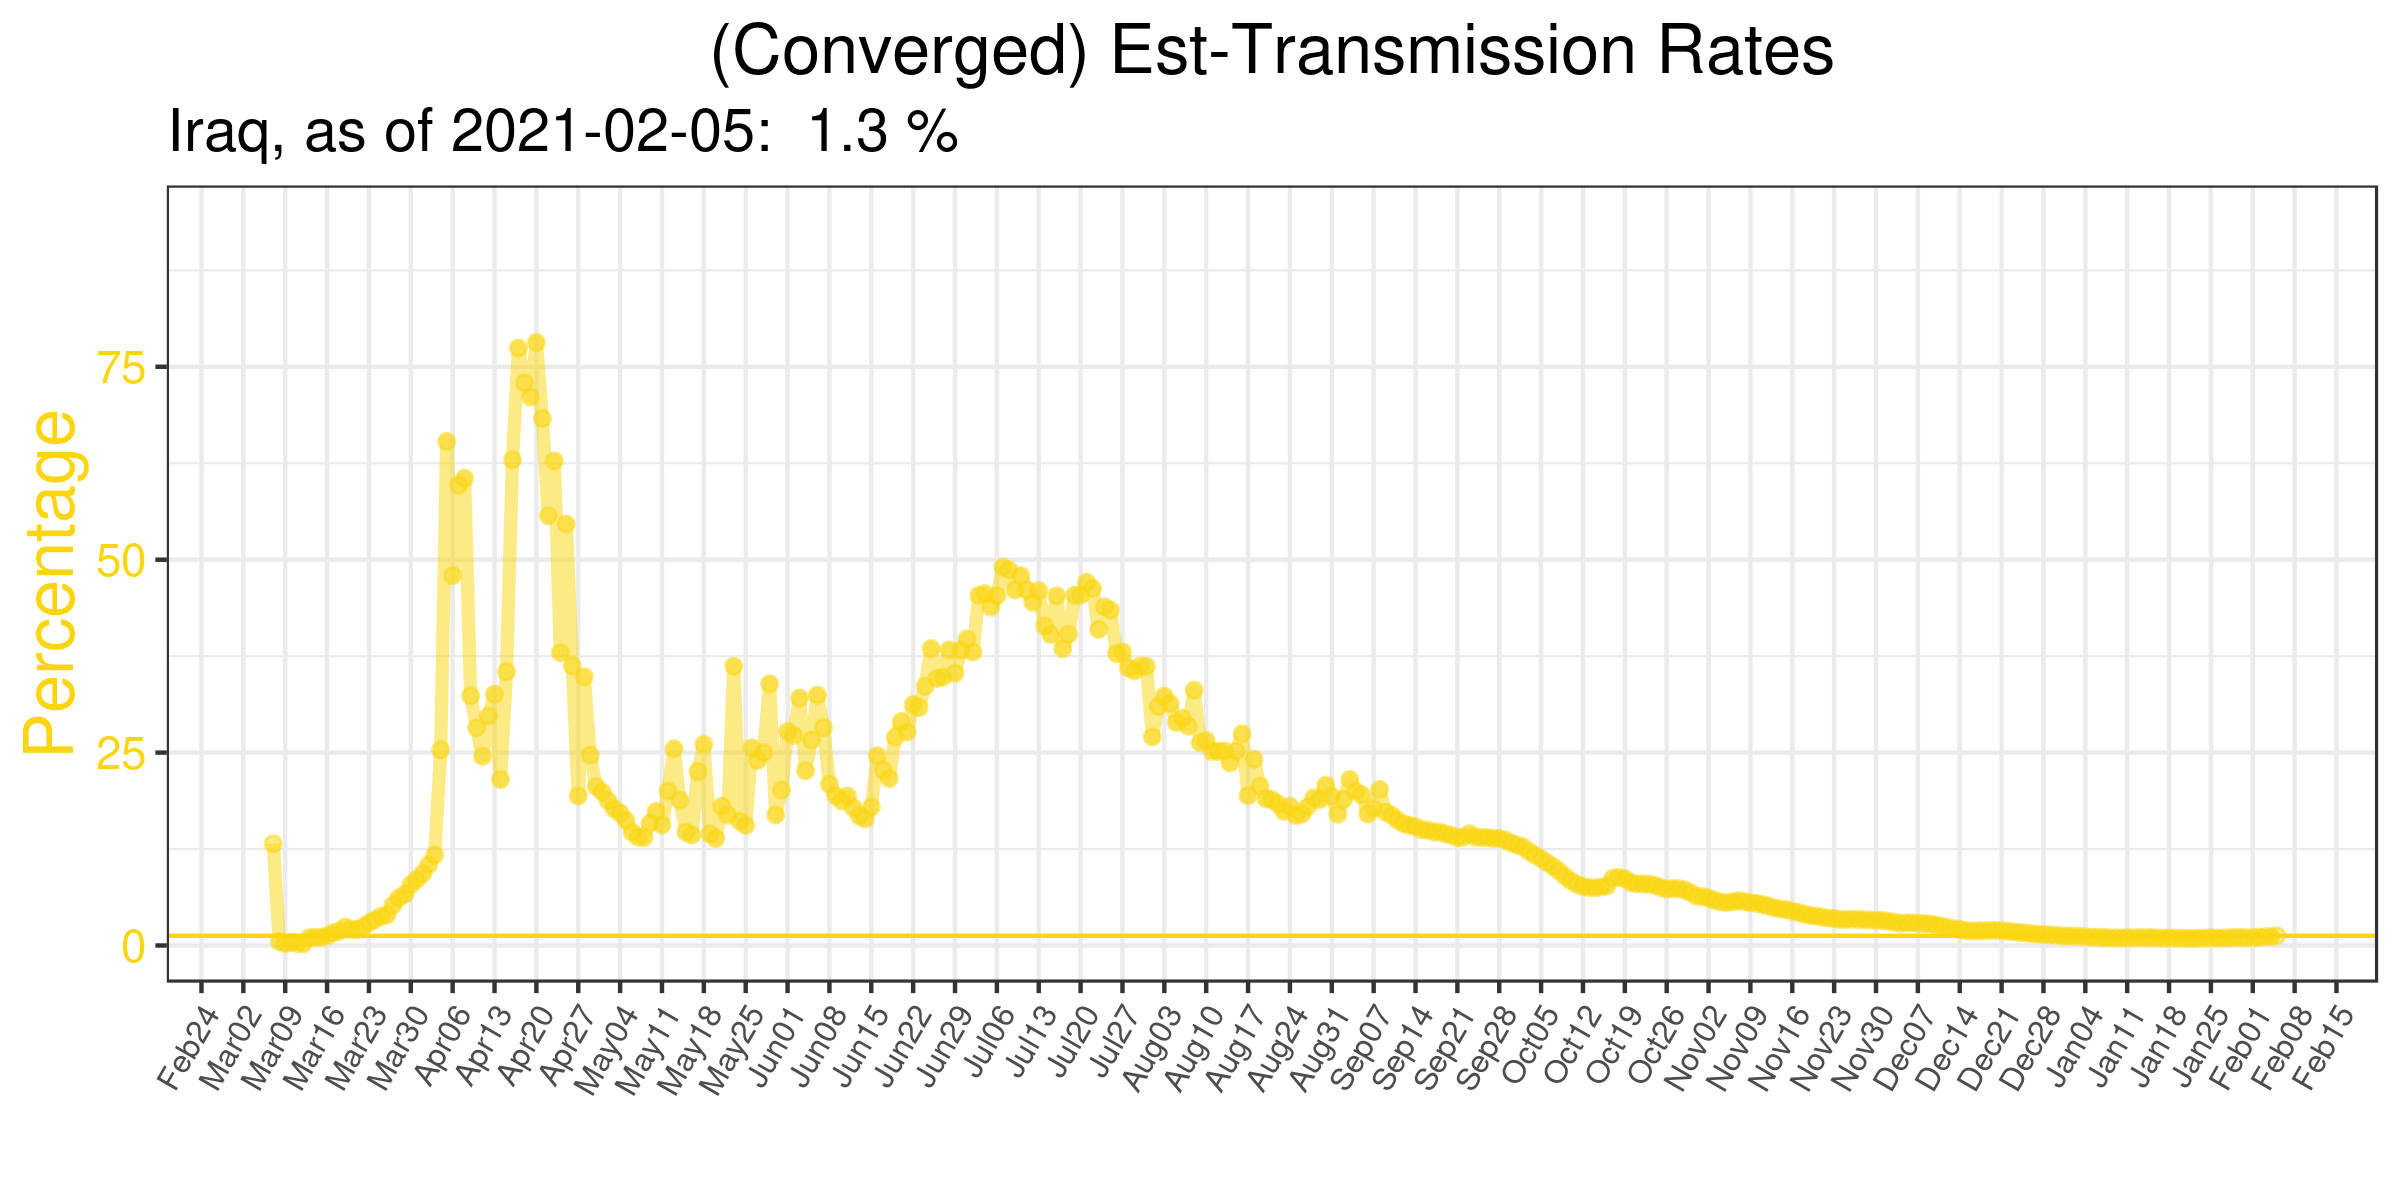 (Converged) Est-Transmission Rates
Iraq, as of 2021-02-05:  1.3 %
Percentage
75
50
25
0
Feb24
Mar02
Mar09
Mar16
Mar23
Mar30
Apr06
Apr13
Apr20
Apr27
May04
May11
May18
May25
Jun01
Jun08
Jun15
Jun22
Jun29
Jul06
Jul13
Jul20
Jul27
Aug03
Aug10
Aug17
Aug24
Aug31
Sep07
Sep14
Sep21
Sep28
Oct05
Oct12
Oct19
Oct26
Nov02
Nov09
Nov16
Nov23
Nov30
Dec07
Dec14
Dec21
Dec28
Jan04
Jan11
Jan18
Jan25
Feb01
Feb08
Feb15